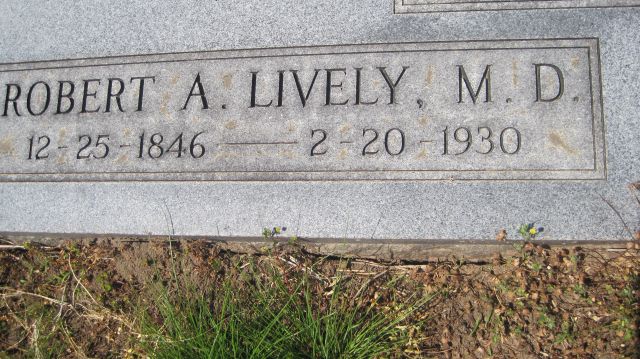 ROBERT A. LIVELY, M.D.
12-25-1846 — 2-20-1930